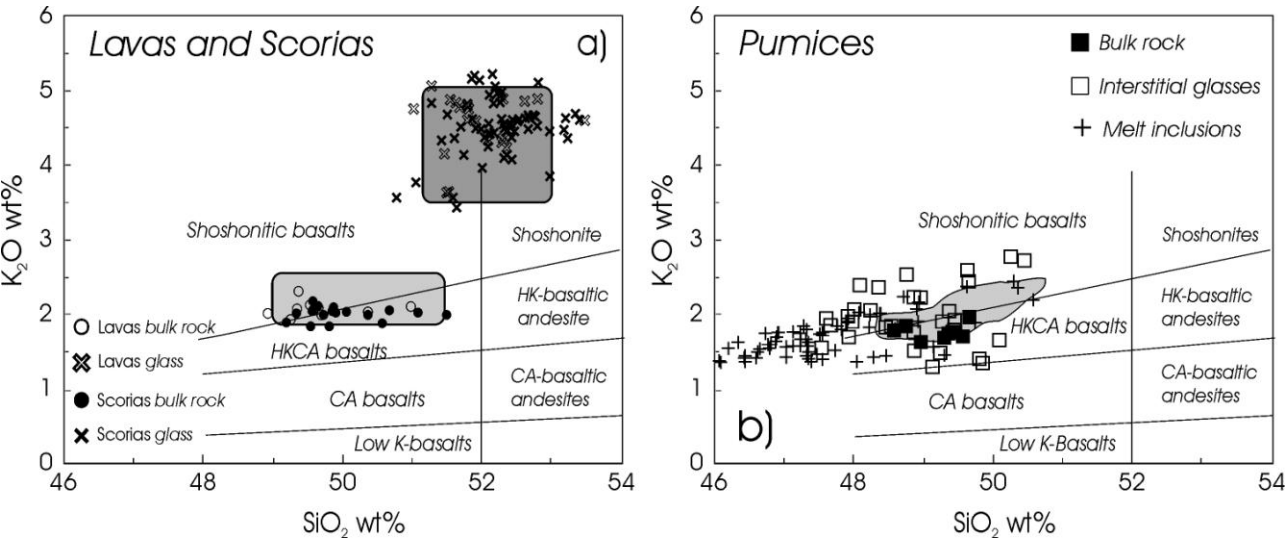 Lavas and Scorias
a)
K2O wt%
6
5
4
3
2
1
0
Shoshonitic basalts
Shoshonite
HK-basaltic
andesite
HKCA basalts
CA basalts
CA-basaltic
andesites
Low K-basalts
Lavas bulk rock
Lavas glass
Scorias bulk rock
Scorias glass
46 48 50 52 54
SiO2 wt%
Pumices
Bulk rock
Interstitial glasses
Melt inclusions
K2O wt%
6
5
4
3
2
1
0
Shoshonitic basalts
Shoshonites
HK-basaltic
andesites
HKCA basalts
CA basalts
CA-basaltic
andesites
b)
Low K-Basalts
46 48 50 52 54
SiO2 wt%